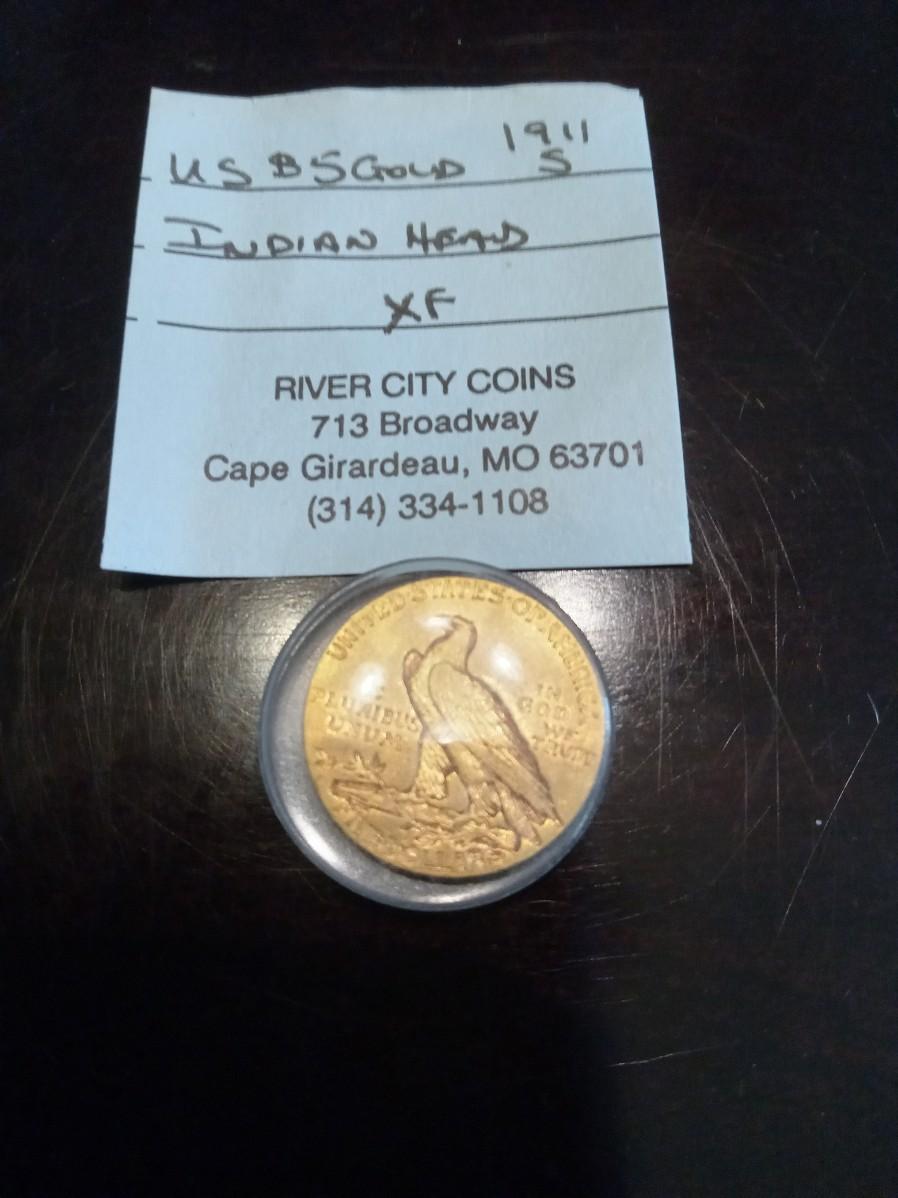 1911
US $5 GOLD S
INDIAN HEAD
XF
RIVER CITY COINS
713 Broadway
Cape Girardeau, MO 63701
(314) 334-1108
UNITED·STATES·OF·AMERICA
E
PLURIBUS
UNUM
IN
GOD
WE
TRUST